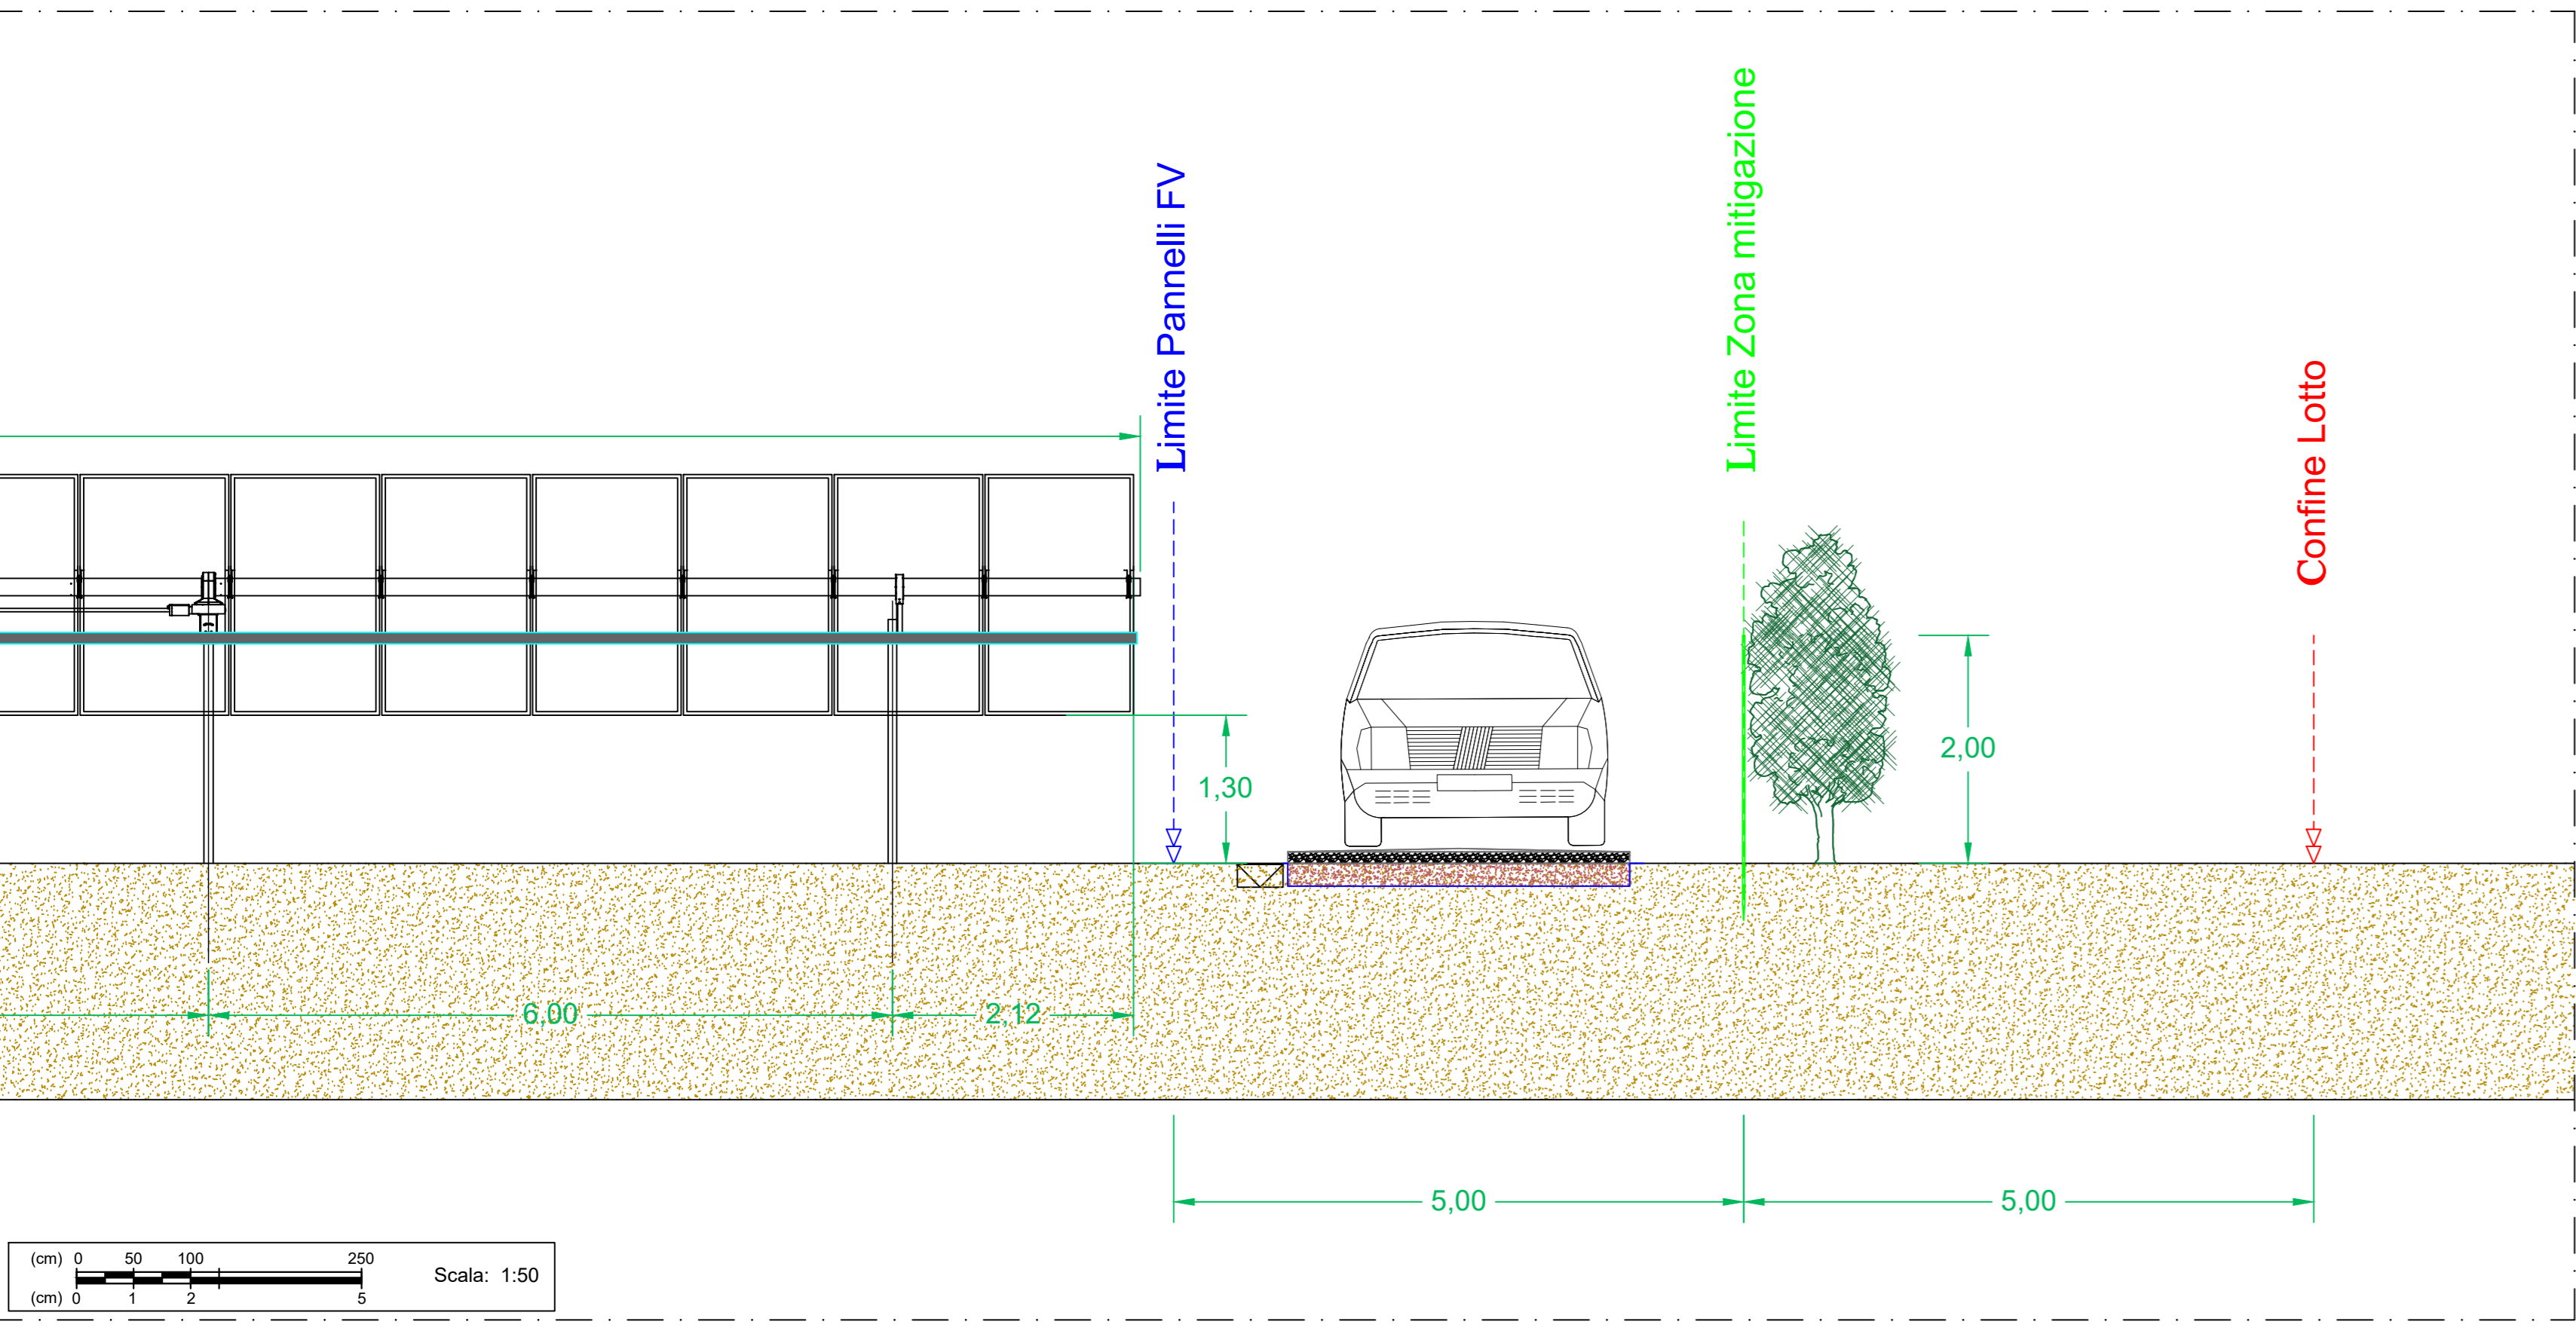 Limite Pannelli FV
Limite Zona mitigazione
Confine Lotto
1,30
2,00
6,00
2,12
5,00
5,00
(cm) 0 50 100 250
Scala: 1:50
(cm) 0 1 2 5